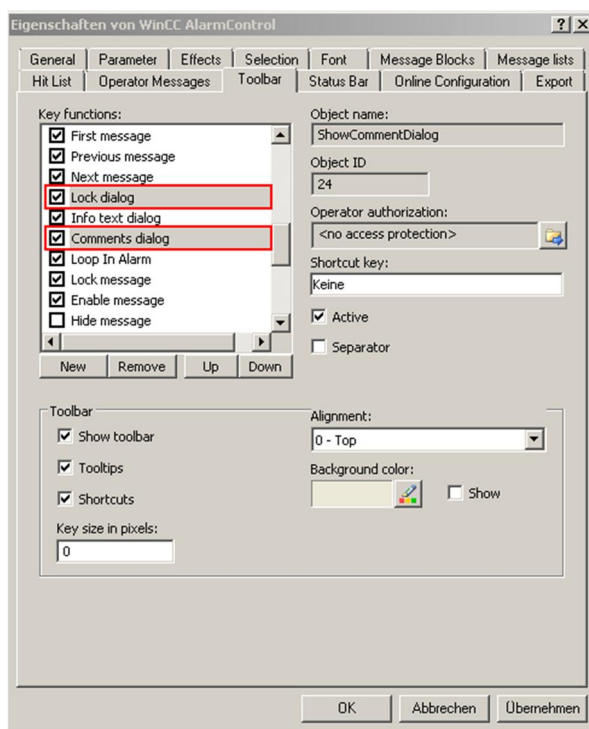 Eigenschaften von WinCC AlarmControl
General Parameter Effects Selection Font Message Blocks Message lists
Hit List Operator Messages Toolbar Status Bar Online Configuration Export
Key functions:
First message
Previous message
Next message
Lock dialog
Info text dialog
Comments dialog
Loop In Alarm
Lock message
Enable message
Hide message
New Remove Up Down
Object name:
ShowCommentDialog
Object ID
24
Operator authorization:
<no access protection>
Shortcut key:
Keine
Active
Separator
Toolbar
Show toolbar
Tooltips
Shortcuts
Key size in pixels:
0
Alignment:
0 - Top
Background color:
Show
OK Abbrechen Übernehmen